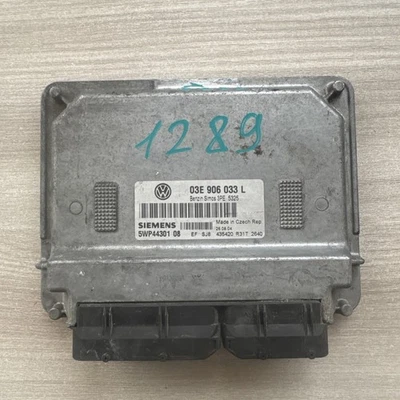 1289
03E 906 033 L
Benzin Simos 3PE 5325
Made in Czech Rep.
SIEMENS
5WP44301 08